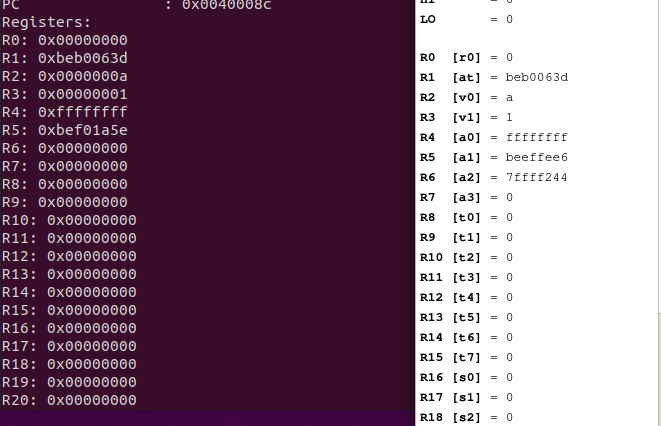 PC : 0x0040008c
Registers:
R0: 0x00000000
R1: 0xbeb0063d
R2: 0x0000000a
R3: 0x00000001
R4: 0xffffffff
R5: 0xbef01a5e
R6: 0x00000000
R7: 0x00000000
R8: 0x00000000
R9: 0x00000000
R10: 0x00000000
R11: 0x00000000
R12: 0x00000000
R13: 0x00000000
R14: 0x00000000
R15: 0x00000000
R16: 0x00000000
R17: 0x00000000
R18: 0x00000000
R19: 0x00000000
R20: 0x00000000
HI = 0
LO = 0
R0 [r0] = 0
R1 [at] = beb0063d
R2 [v0] = a
R3 [v1] = 1
R4 [a0] = ffffffff
R5 [a1] = beeffee6
R6 [a2] = 7ffff244
R7 [a3] = 0
R8 [t0] = 0
R9 [t1] = 0
R10 [t2] = 0
R11 [t3] = 0
R12 [t4] = 0
R13 [t5] = 0
R14 [t6] = 0
R15 [t7] = 0
R16 [s0] = 0
R17 [s1] = 0
R18 [s2] = 0